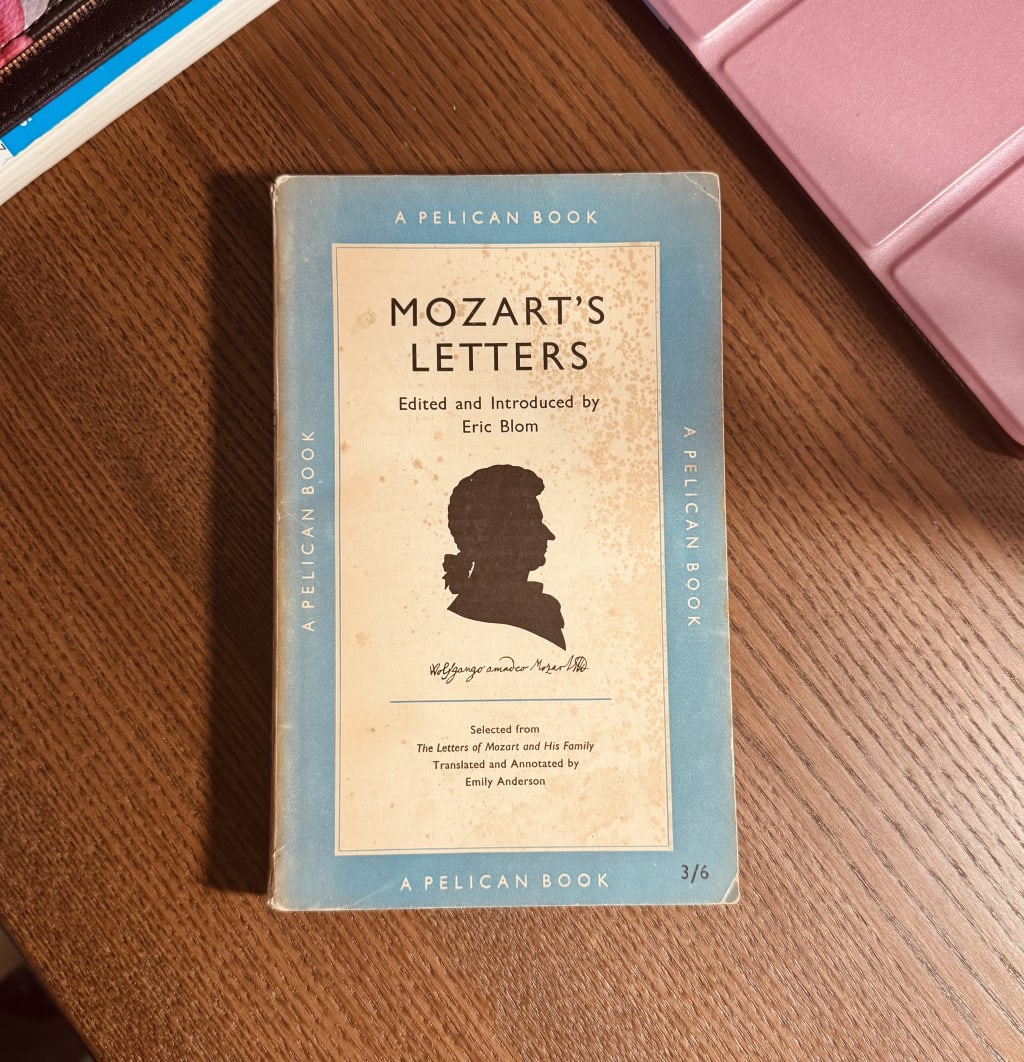 A PELICAN BOOK
MOZART'S
LETTERS
Edited and Introduced by
Eric Blom
A PELICAN BOOK
A PELICAN BOOK
Wolfgango amadeo Mozart
Selected from
The Letters of Mozart and His Family
Translated and Annotated by
Emily Anderson
A PELICAN BOOK
3/6